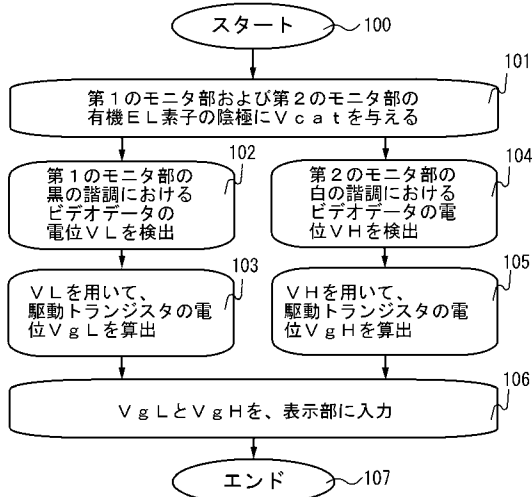 スタート
100
101
第１のモニタ部および第２のモニタ部の
有機ＥＬ素子の陰極にＶｃａｔを与える
102
第１のモニタ部の
黒の諧調における
ビデオデータの
電位ＶＬを検出
104
第２のモニタ部の
白の諧調における
ビデオデータの電
位ＶＨを検出
103
ＶＬを用いて、
駆動トランジスタの電
位ＶｇＬを算出
105
ＶＨを用いて、
駆動トランジスタの電
位ＶｇＨを算出
106
ＶｇＬとＶｇＨを、表示部に入力
エンド
107